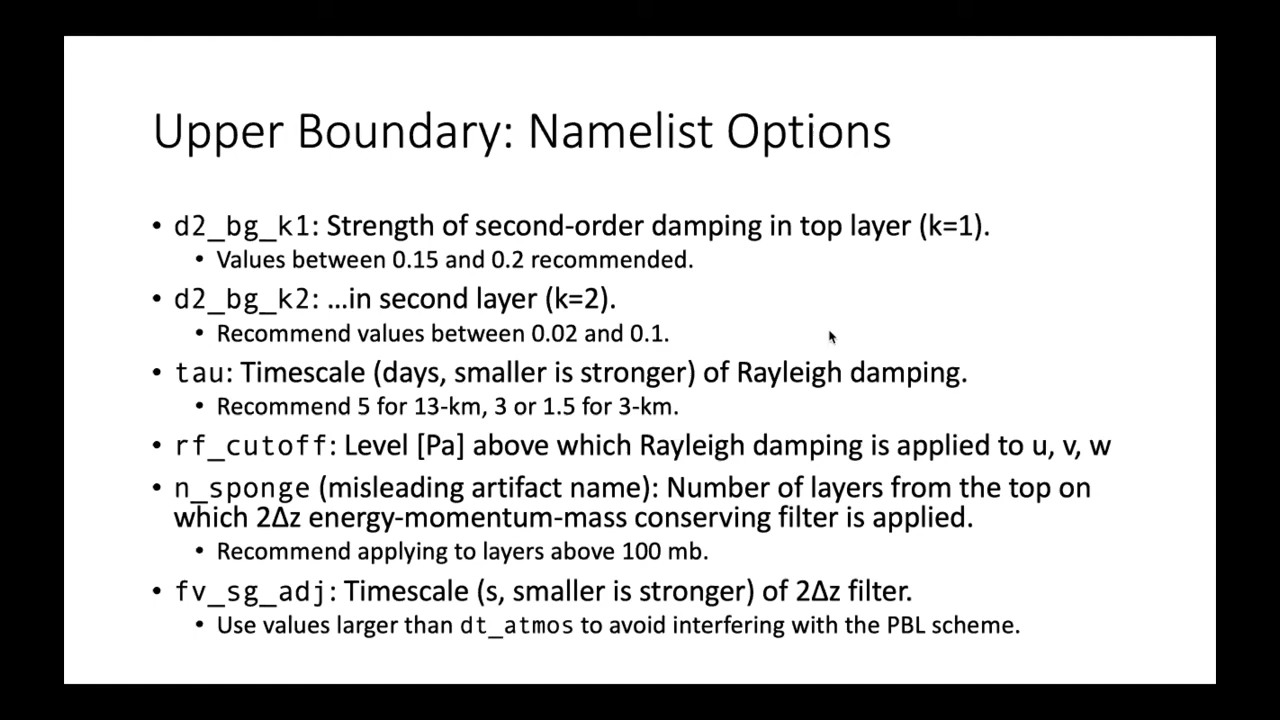 Upper Boundary: Namelist Options
• d2_bg_k1: Strength of second-order damping in top layer (k=1).
• Values between 0.15 and 0.2 recommended.
• d2_bg_k2: …in second layer (k=2).
• Recommend values between 0.02 and 0.1.
• tau: Timescale (days, smaller is stronger) of Rayleigh damping.
• Recommend 5 for 13-km, 3 or 1.5 for 3-km.
• rf_cutoff: Level [Pa] above which Rayleigh damping is applied to u, v, w
• n_sponge (misleading artifact name): Number of layers from the top on
which 2Δz energy-momentum-mass conserving filter is applied.
• Recommend applying to layers above 100 mb.
• fv_sg_adj: Timescale (s, smaller is stronger) of 2Δz filter.
• Use values larger than dt_atmos to avoid interfering with the PBL scheme.